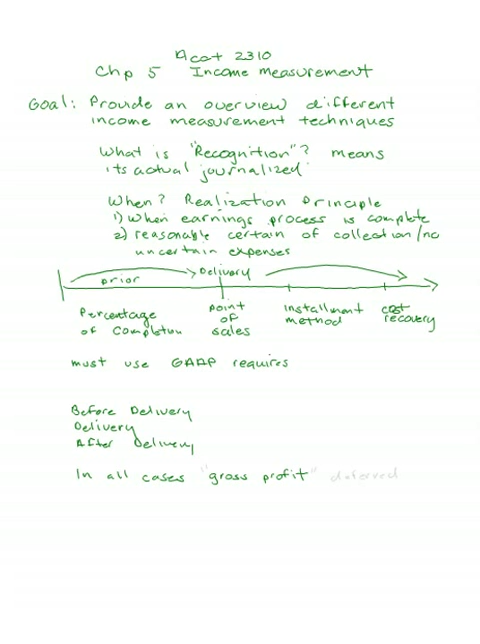 Acct 2310
Chp 5 Income Measurement
Goal: Provide an overview different
income measurement techniques
What is "Recognition"? means
its actual journalized
When? Realization Principle
1) When earnings process is complete
2) reasonable certain of collection/no
uncertain expenses
prior Delivery
Percentage of Completion
point of sales
installment method
cost recovery
must use GAAP requires
Before Delivery
Delivery
After Delivery
In all cases "gross profit" deferred